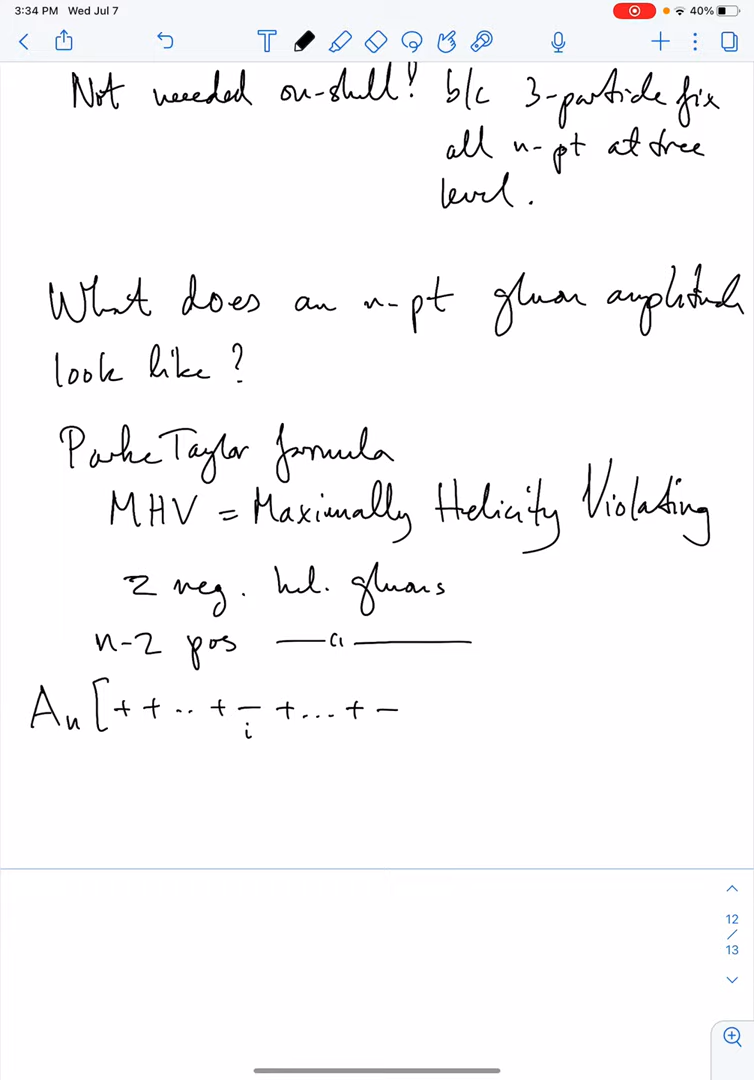 3:34 PM Wed Jul 7
40%
T
Not needed on-shell! b/c 3-particle fix
all n-pt at tree
level.
What does an n-pt gluon amplitude
look like?
Parke Taylor formula
MHV = Maximally Helicity Violating
2 neg. hel. gluons
n-2 pos —— 〃 ——
An [+ + .. + - + ... + -
i
12
/
13